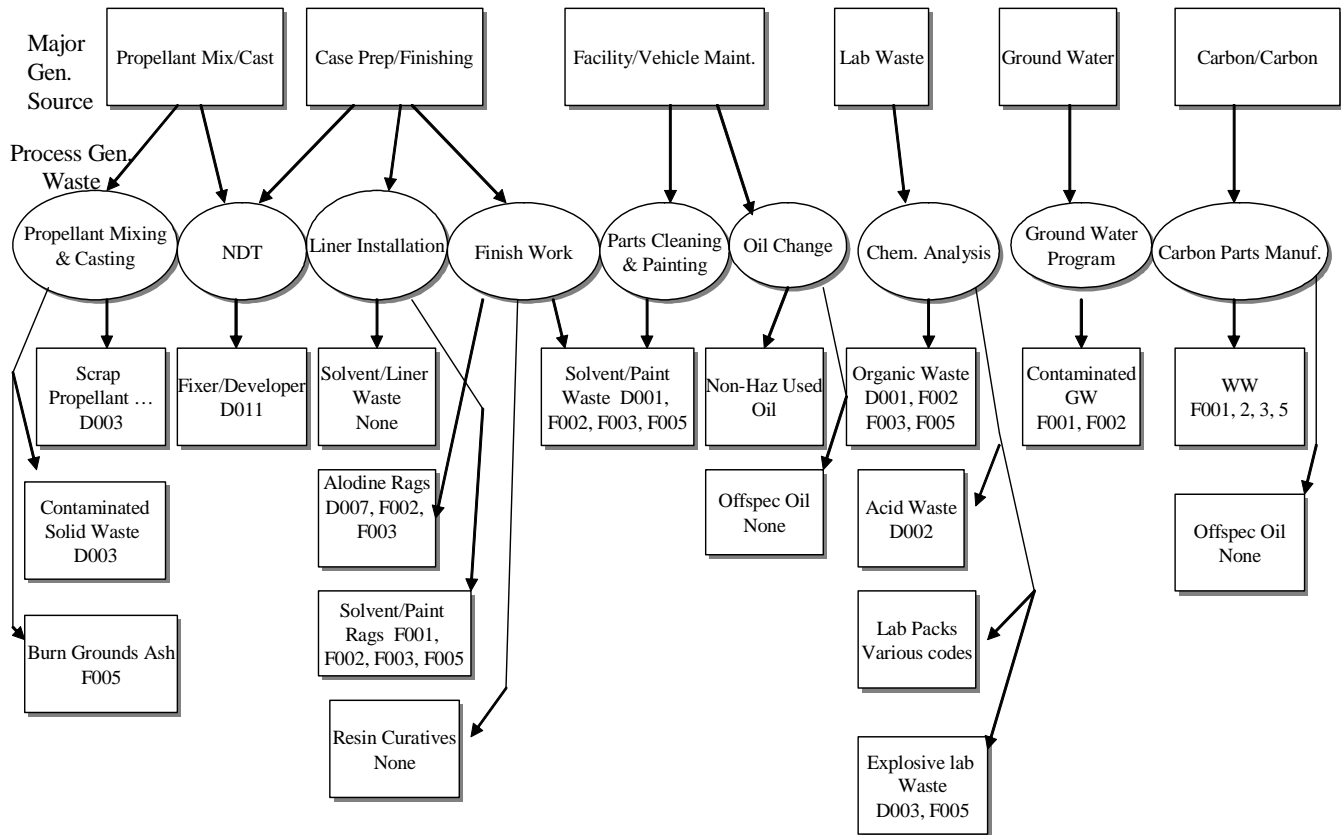 Major
Gen.
Source
Propellant Mix/Cast
Case Prep/Finishing
Facility/Vehicle Maint.
Lab Waste
Ground Water
Carbon/Carbon
Process Gen.
Waste
Propellant Mixing
& Casting
NDT
Liner Installation
Finish Work
Parts Cleaning
& Painting
Oil Change
Chem. Analysis
Ground Water
Program
Carbon Parts Manuf.
Scrap
Propellant …
D003
Fixer/Developer
D011
Solvent/Liner
Waste
None
Solvent/Paint
Waste D001,
F002, F003, F005
Non-Haz Used
Oil
Organic Waste
D001, F002
F003, F005
Contaminated
GW
F001, F002
WW
F001, 2, 3, 5
Contaminated
Solid Waste
D003
Alodine Rags
D007, F002,
F003
Offspec Oil
None
Acid Waste
D002
Offspec Oil
None
Burn Grounds Ash
F005
Solvent/Paint
Rags F001,
F002, F003, F005
Lab Packs
Various codes
Resin Curatives
None
Explosive lab
Waste
D003, F005